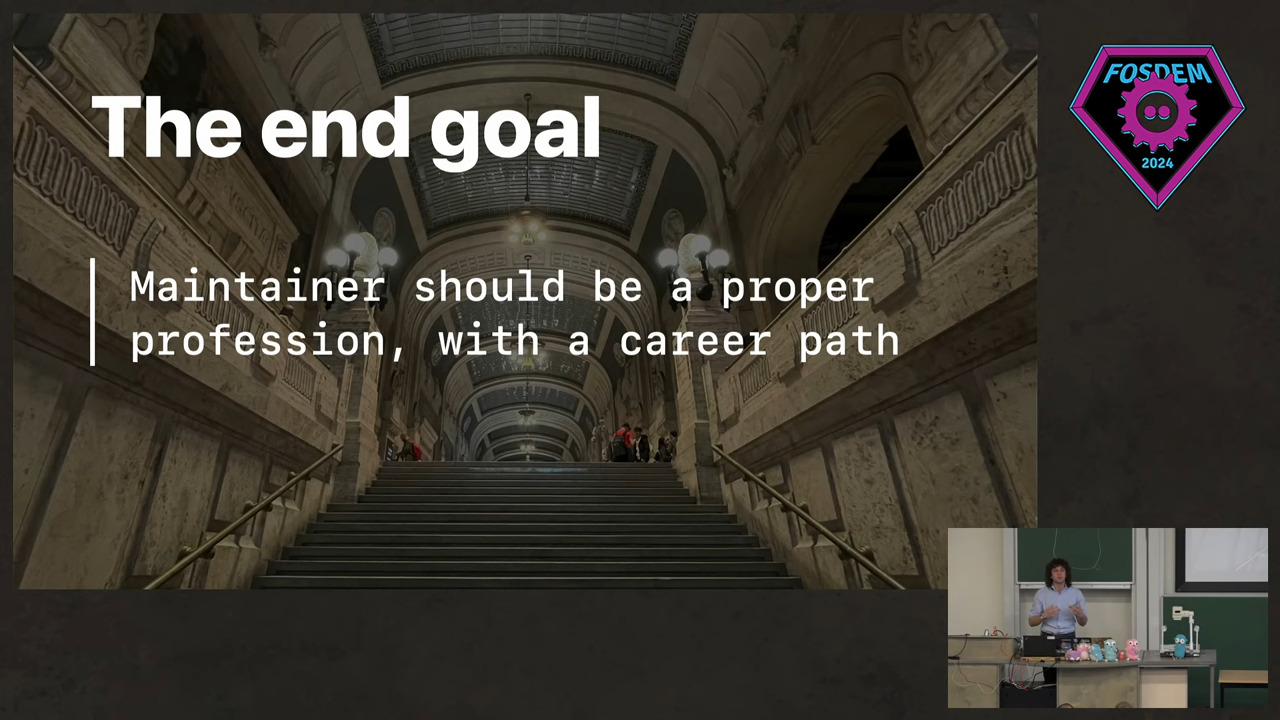 The end goal
Maintainer should be a proper
profession, with a career path
FOSDEM
2024